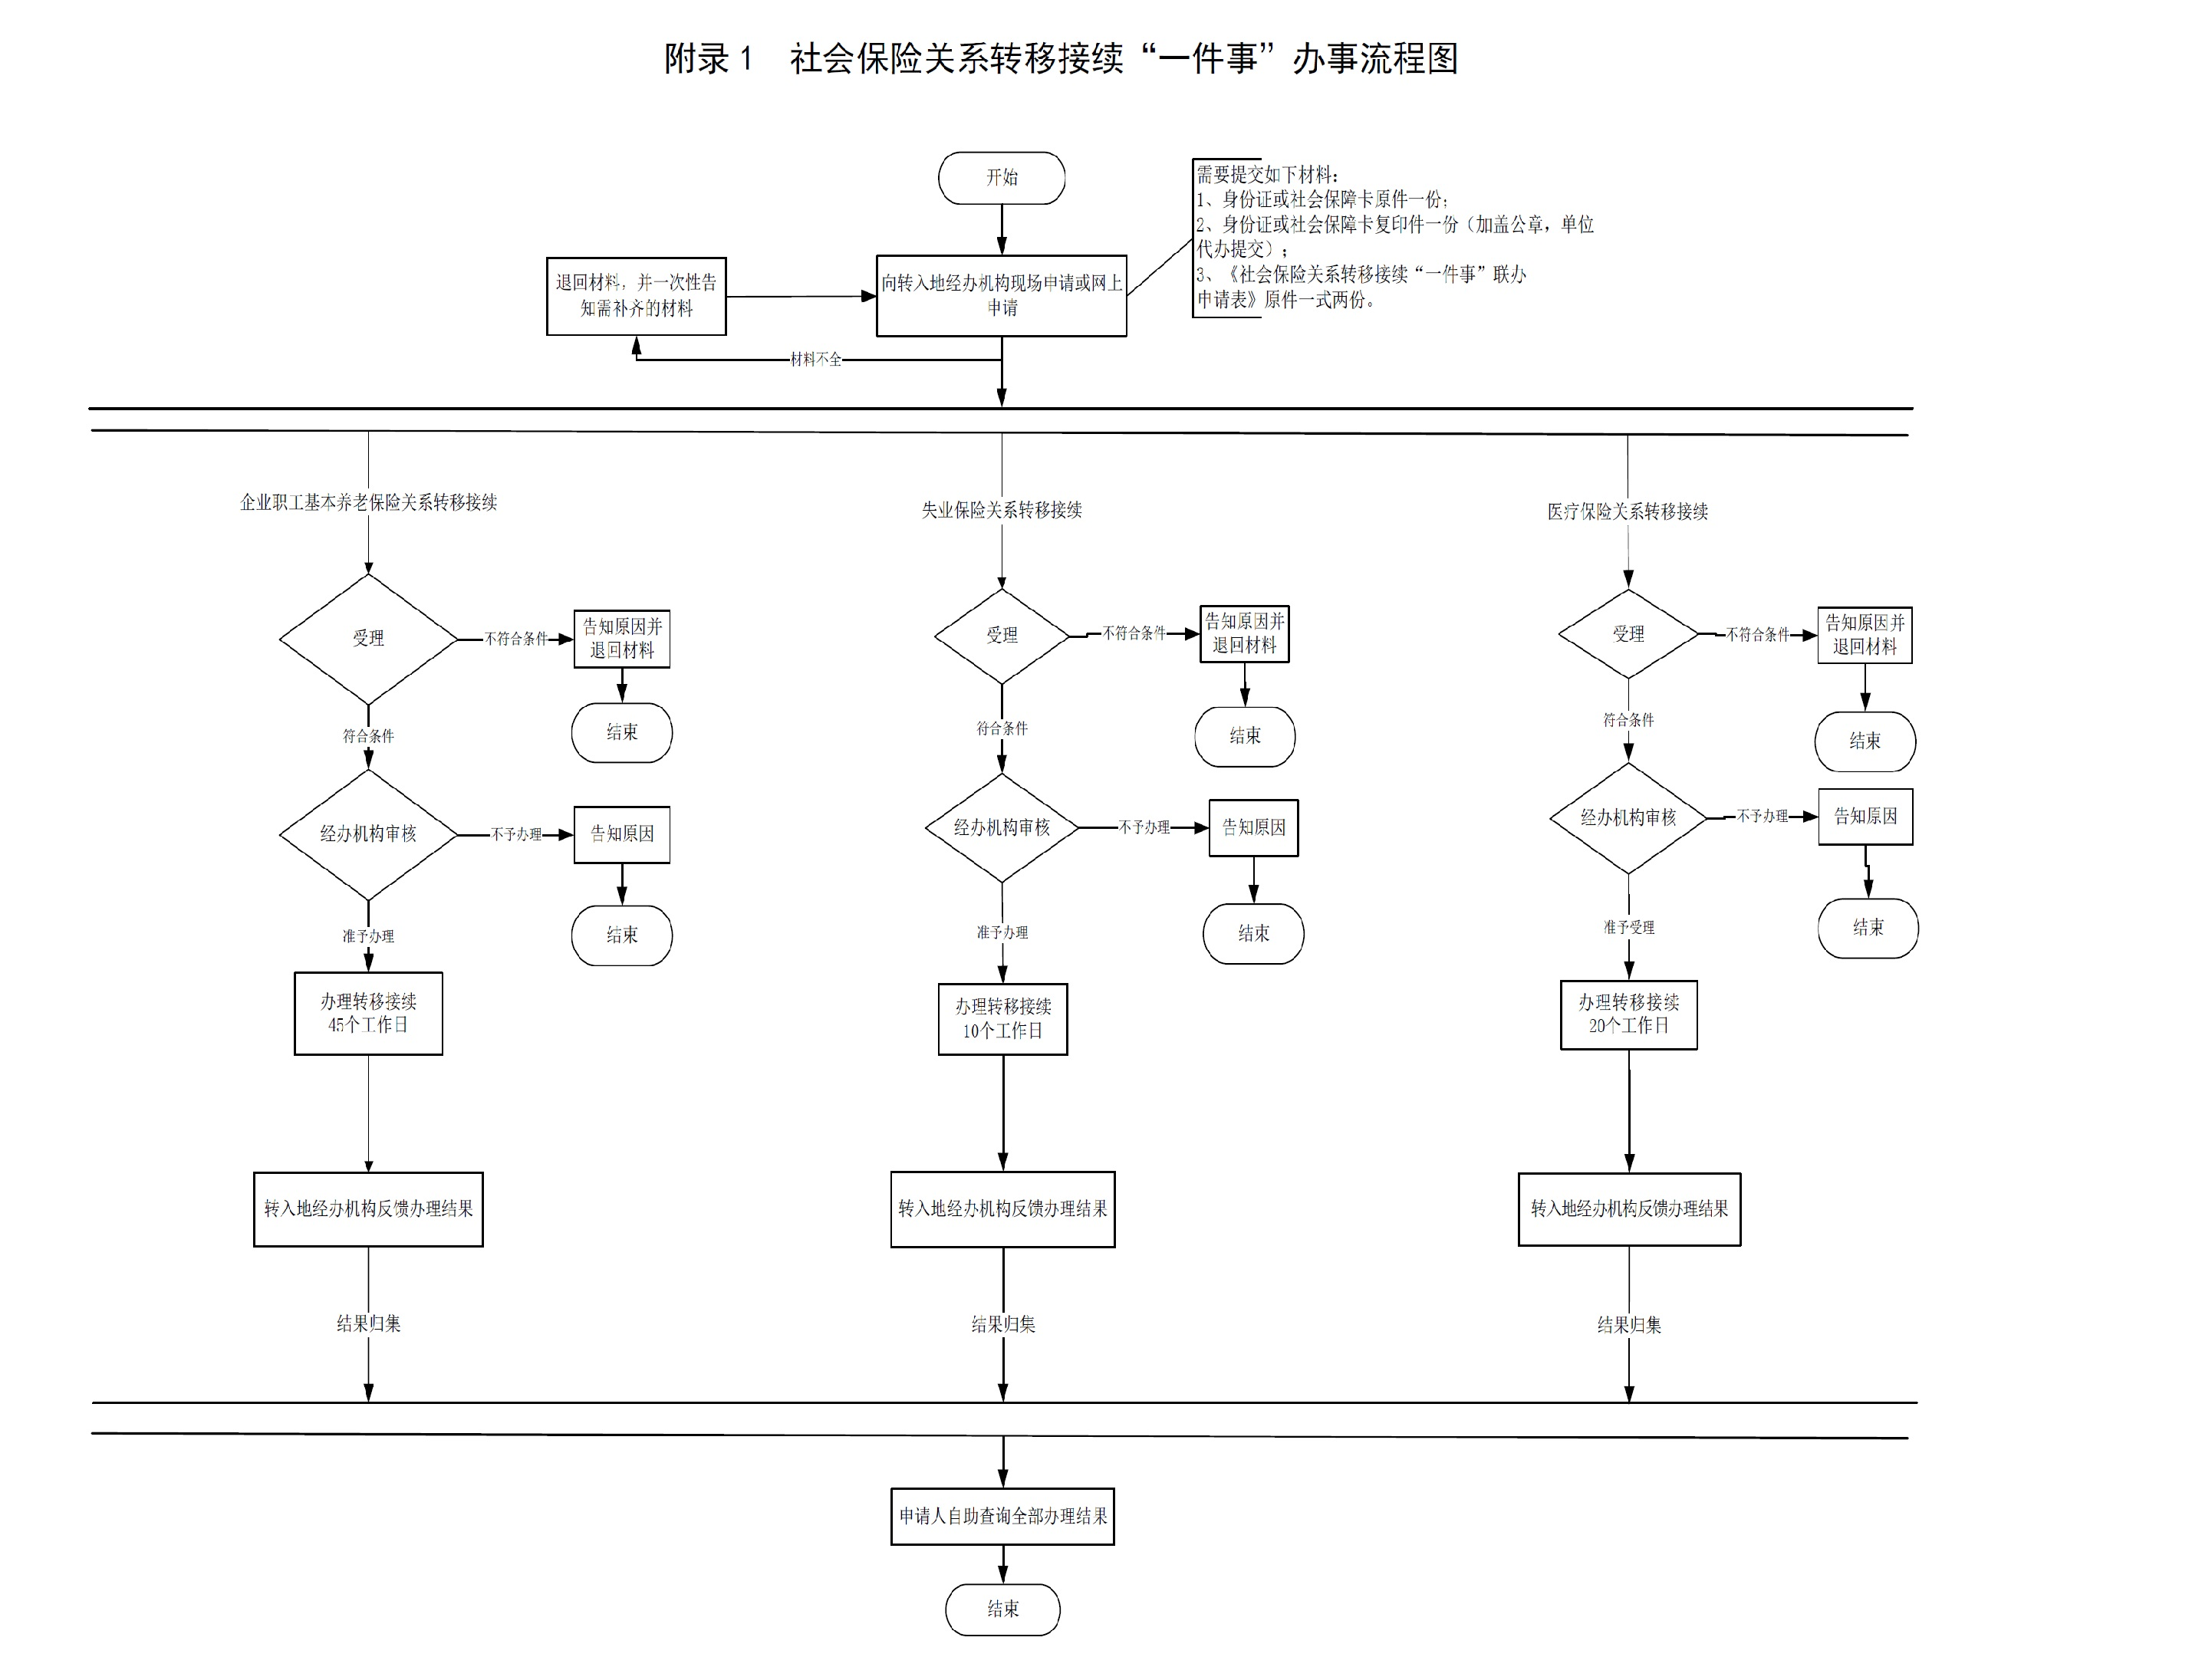 附录1 社会保险关系转移接续“一件事”办事流程图
开始
需要提交如下材料:
1、身份证或社会保障卡原件一份;
2、身份证或社会保障卡复印件一份(加盖公章,单位
代办提交);
3、《社会保险关系转移接续“一件事”联办
申请表》原件一式两份。
退回材料,并一次性告
知需补齐的材料
向转入地经办机构现场申请或网上
申请
材料不全
企业职工基本养老保险关系转移接续
失业保险关系转移接续
医疗保险关系转移接续
受理
不符合条件
告知原因并
退回材料
结束
符合条件
经办机构审核
不予办理
告知原因
结束
准予办理
办理转移接续
45个工作日
转入地经办机构反馈办理结果
结果归集
受理
不符合条件
告知原因并
退回材料
结束
符合条件
经办机构审核
不予办理
告知原因
结束
准予办理
办理转移接续
10个工作日
转入地经办机构反馈办理结果
结果归集
受理
不符合条件
告知原因并
退回材料
结束
符合条件
经办机构审核
不予办理
告知原因
结束
准予受理
办理转移接续
20个工作日
转入地经办机构反馈办理结果
结果归集
申请人自助查询全部办理结果
结束